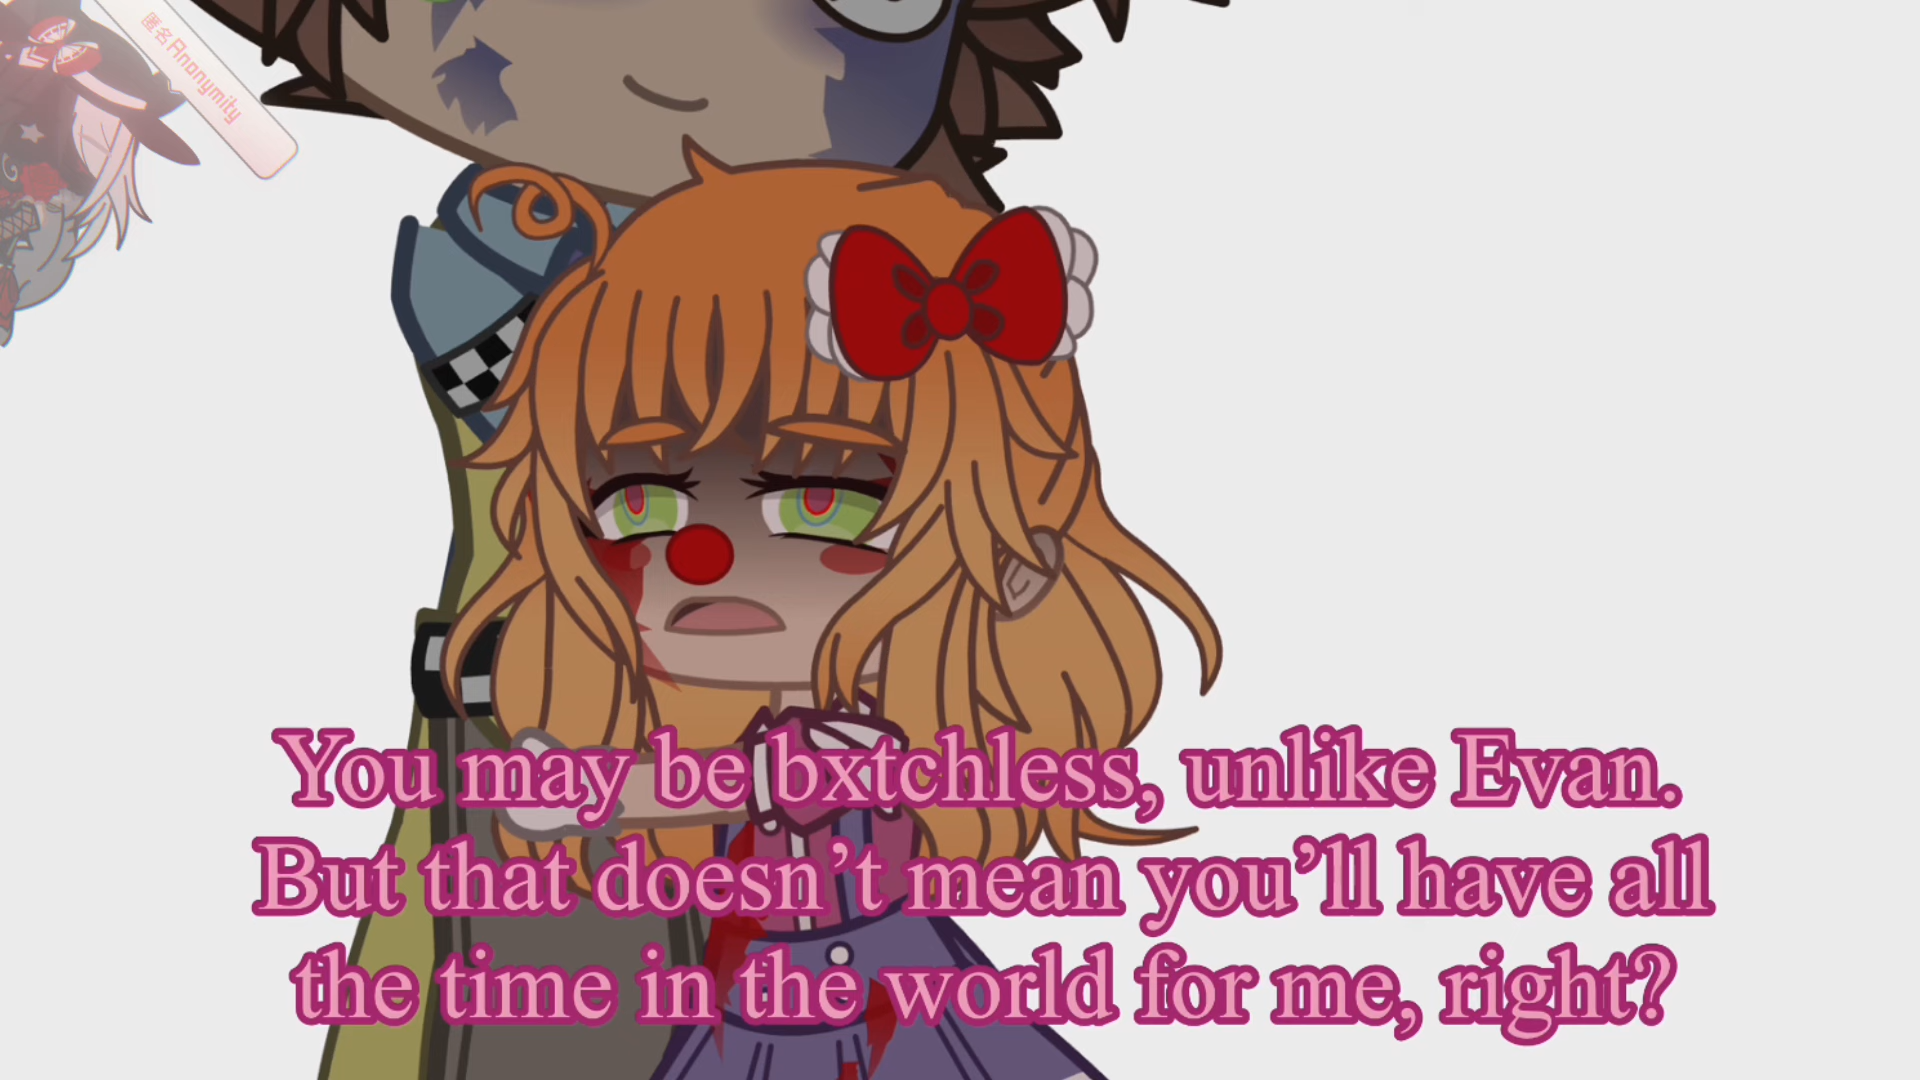 匿名Anonymity
You may be bxtchless, unlike Evan.
But that doesn’t mean you’ll have all
the time in the world for me, right?